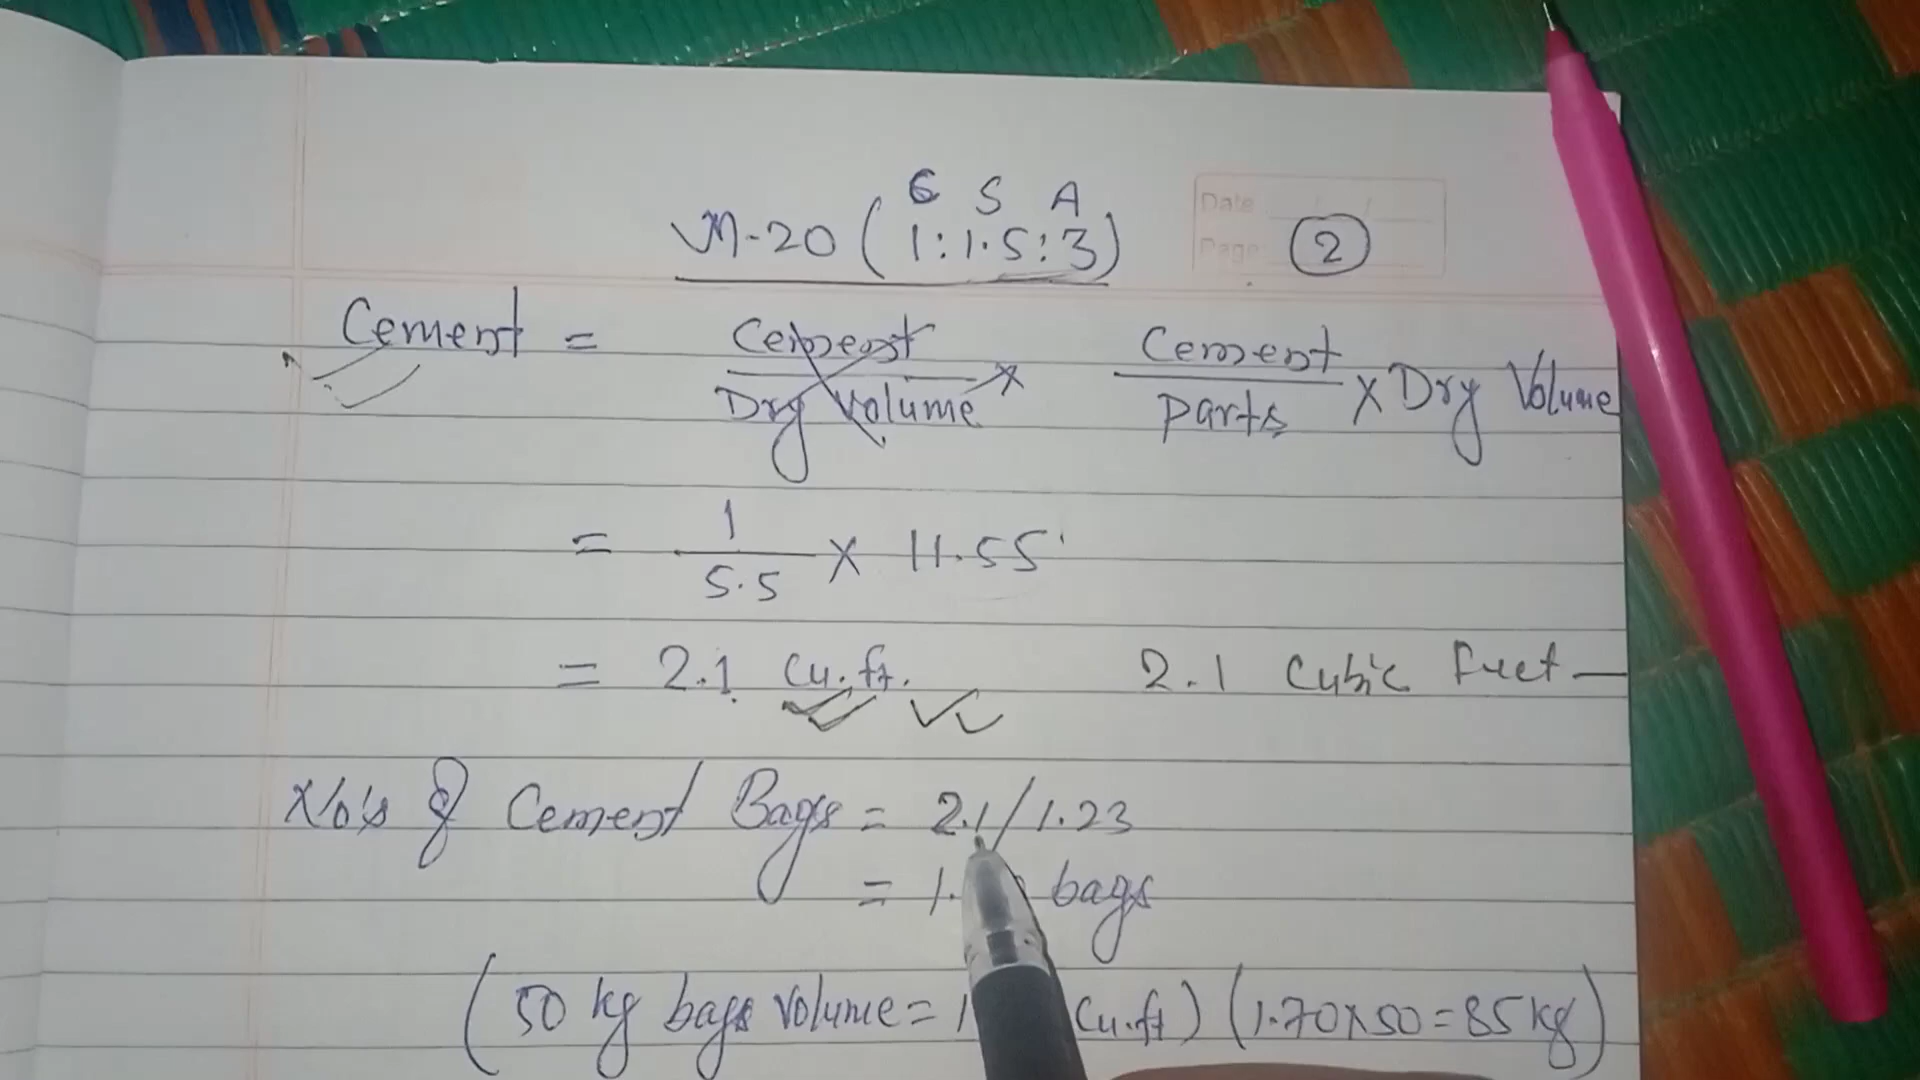 C S A
M-20 ( 1:1.5:3 )
Date
Page 2
Cement = Cement / Dry Volume × Cement / Parts × Dry Volume
= 1 / 5.5 × 11.55
= 2.1 Cu.ft. 2.1 Cubic Feet
No's of Cement Bags = 2.1/1.23
= 1. bags
( 50 kg bags Volume = 1 Cu.ft ) ( 1.70×50=85kg )